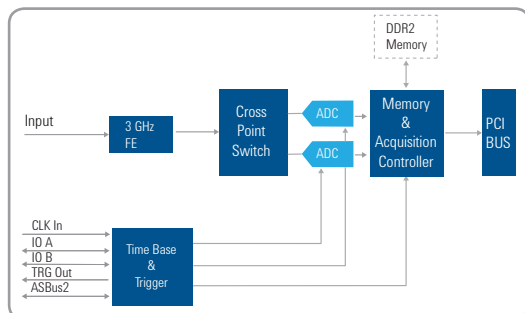 DDR2
Memory
Input
3 GHz
FE
Cross
Point
Switch
ADC
ADC
Memory
&
Acquisition
Controller
PCI
BUS
CLK In
IO A
IO B
TRG Out
ASBus2
Time Base
&
Trigger